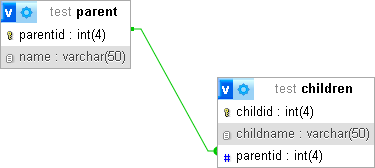 v test parent
parentid : int(4)
name : varchar(50)
v test children
childid : int(4)
childname : varchar(50)
# parentid : int(4)